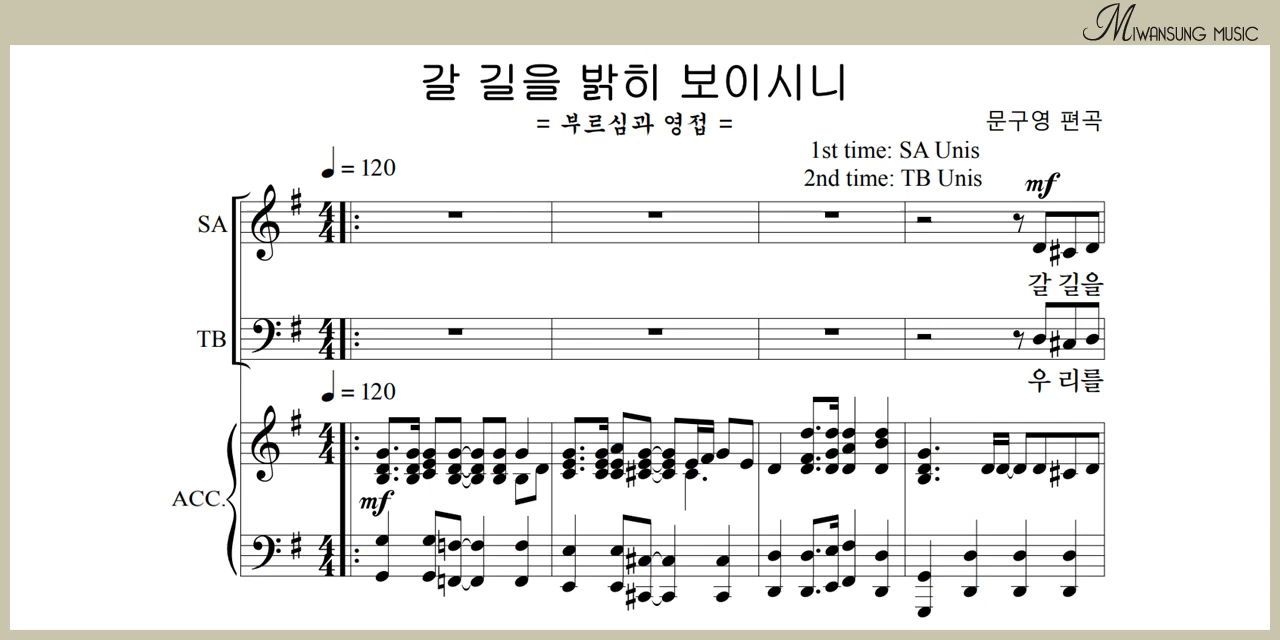 MIWANSUNG MUSIC
갈 길을 밝히 보이시니
= 부르심과 영접 =
문구영 편곡
1st time: SA Unis
2nd time: TB Unis
♩ = 120
mf
SA
갈 길을
TB
우 리를
♩ = 120
ACC.
mf